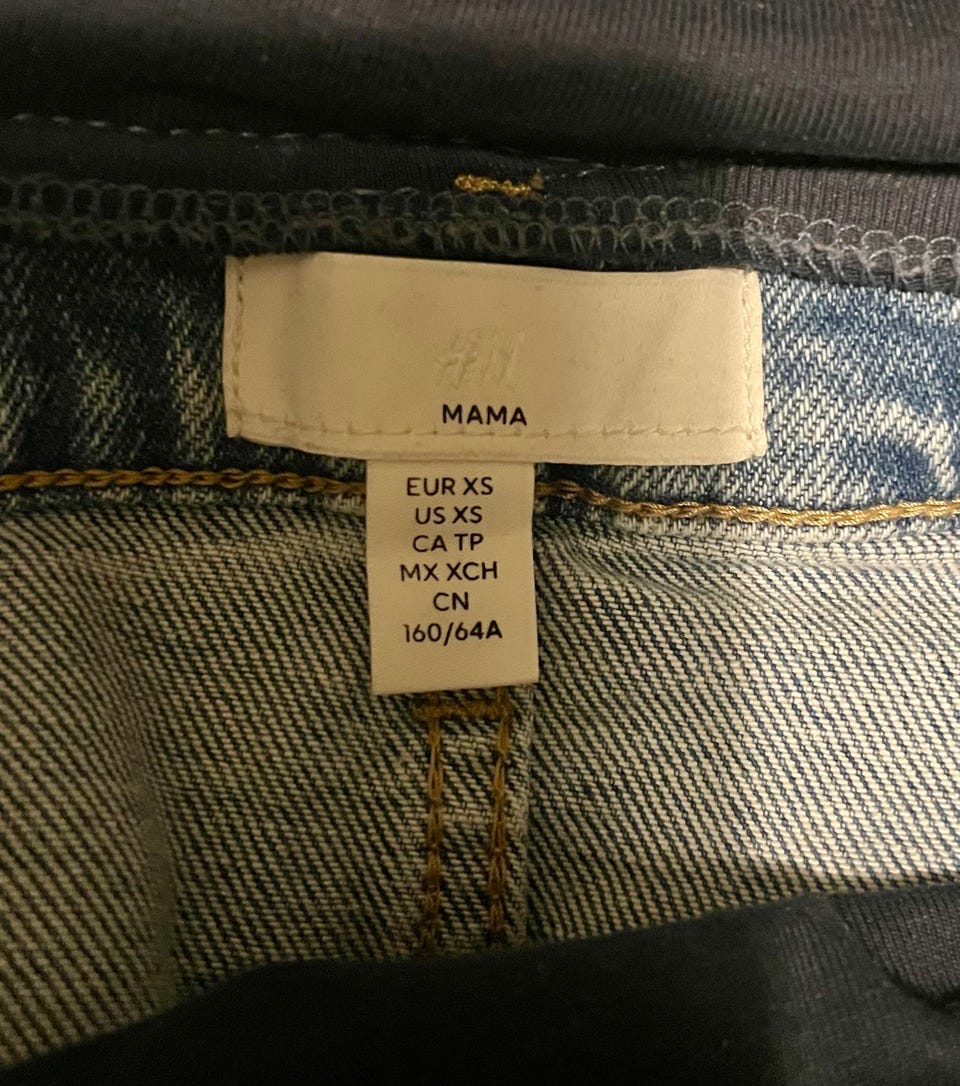 H&M
MAMA
EUR XS
US XS
CA TP
MX XCH
CN
160/64A